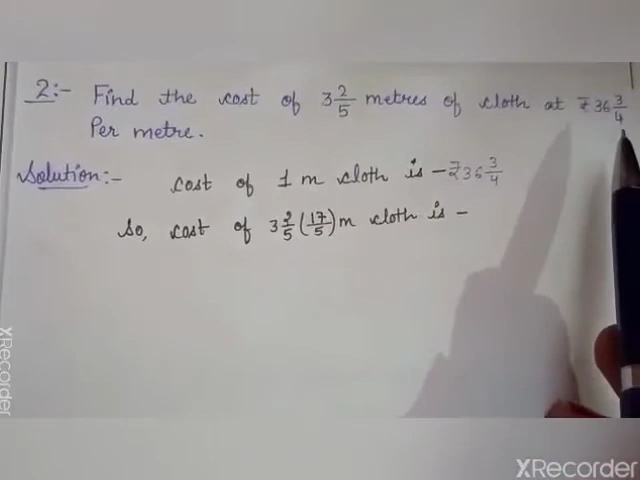 2:- Find the cost of 3 2/5 metres of cloth at ₹36 3/4
Per metre.
Solution:- cost of 1 m cloth is - ₹36 3/4
So, cost of 3 2/5 (17/5) m cloth is -
XRecorder
XRecorder
XRecorder